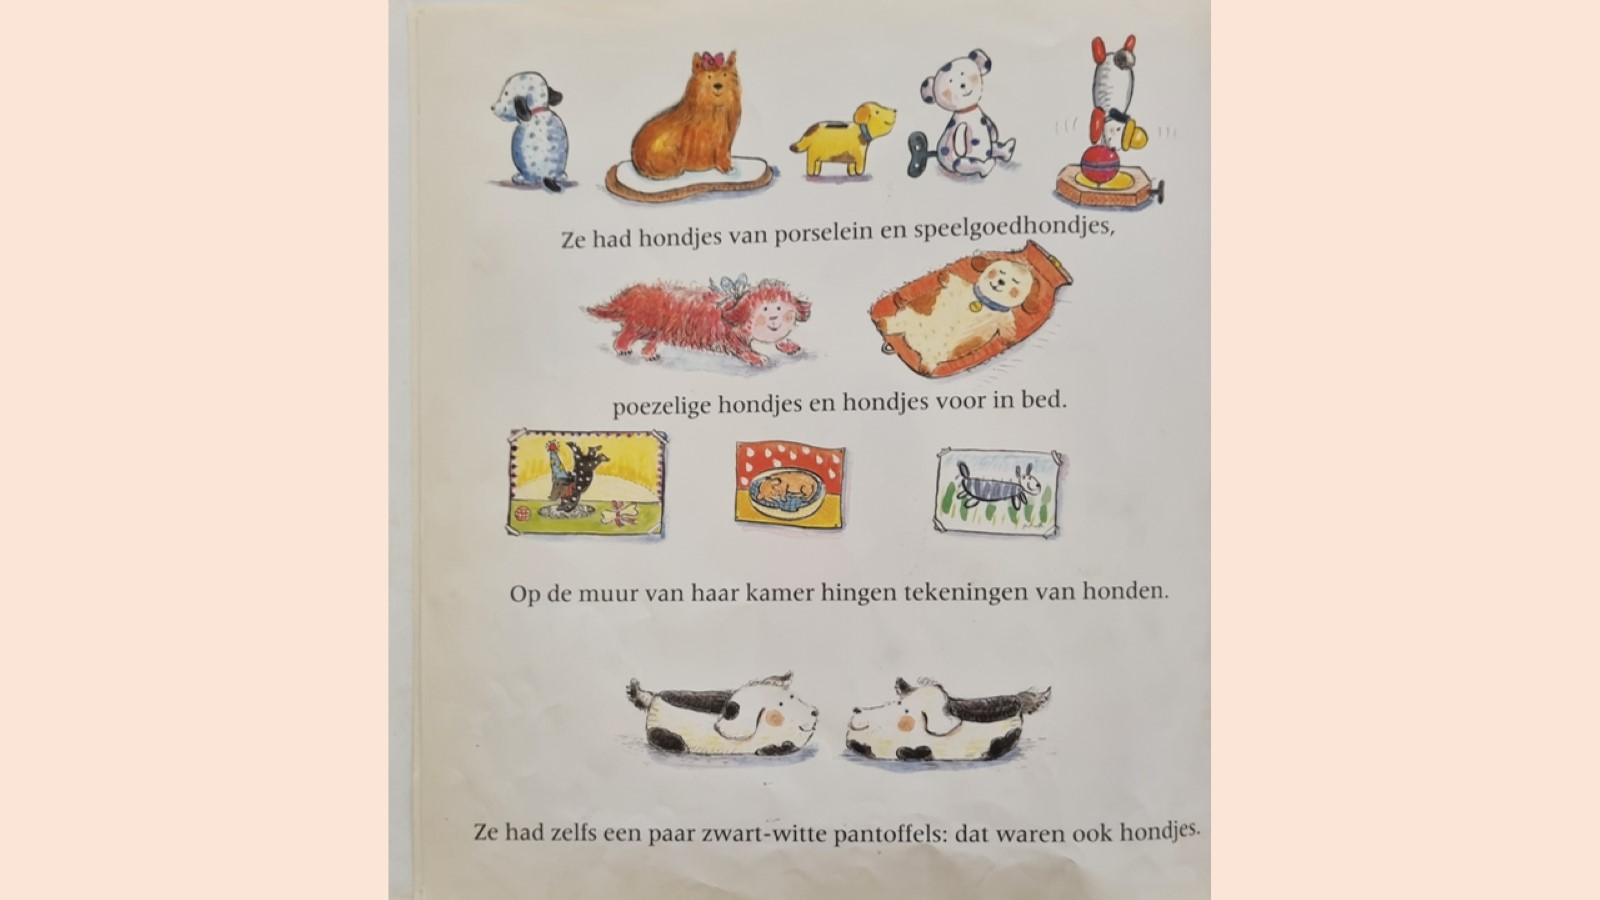 Ze had hondjes van porselein en speelgoedhondjes,
poezelige hondjes en hondjes voor in bed.
Op de muur van haar kamer hingen tekeningen van honden.
Ze had zelfs een paar zwart-witte pantoffels: dat waren ook hondjes.